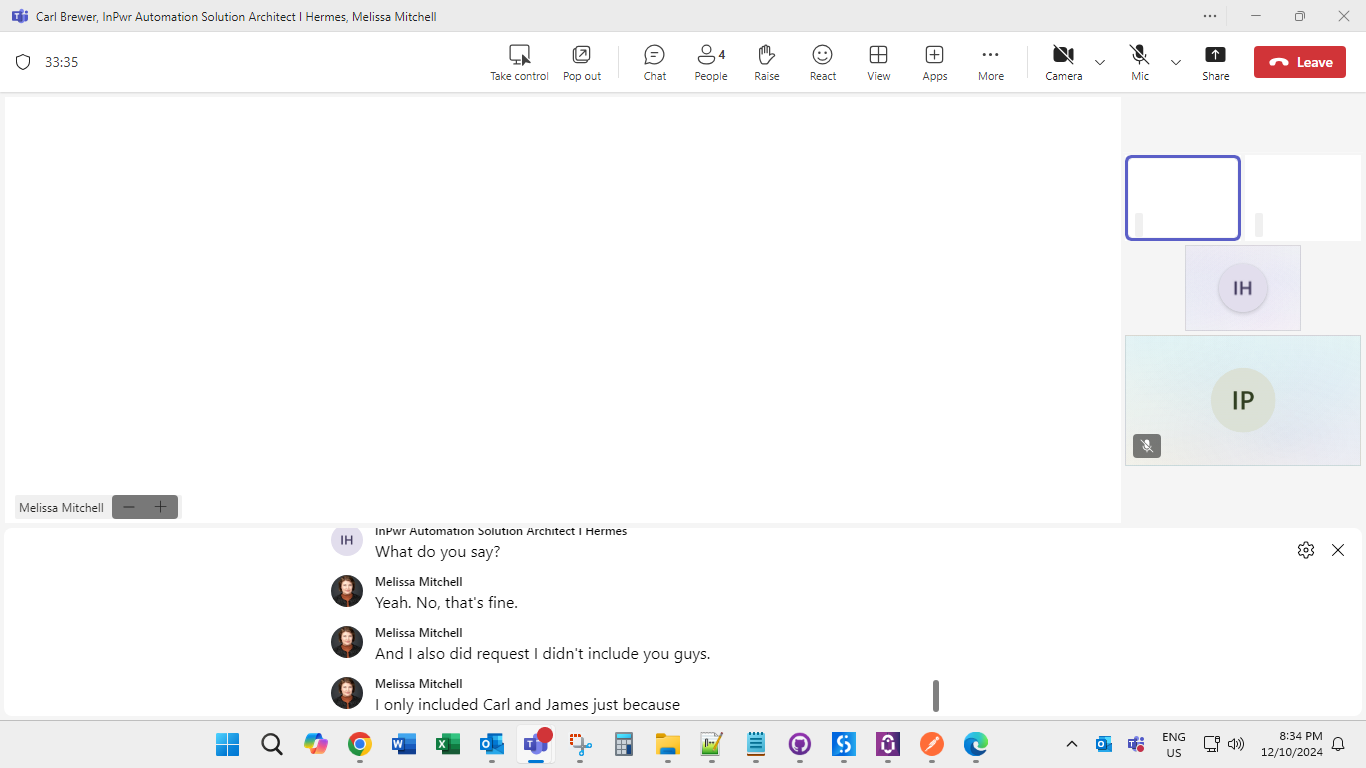 Carl Brewer, InPwr Automation Solution Architect I Hermes, Melissa Mitchell
33:35
Take control
Pop out
Chat
4
People
Raise
React
View
Apps
More
Camera
Mic
Share
Leave
IH
IP
Melissa Mitchell
IH
InPwr Automation Solution Architect I Hermes
What do you say?
Melissa Mitchell
Yeah. No, that's fine.
Melissa Mitchell
And I also did request I didn't include you guys.
Melissa Mitchell
I only included Carl and James just because
ENG
US
8:34 PM
12/10/2024